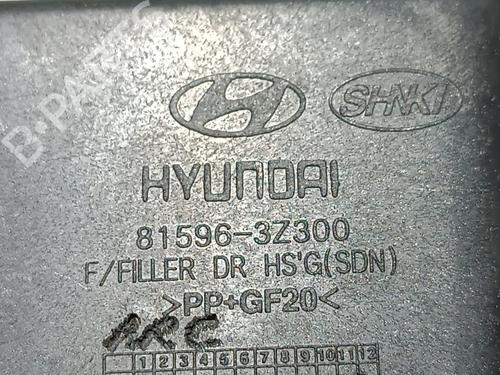 B-PARTS
SHNKI
HYUNDAI
81596-3Z300
F/FILLER DR HS'G(SDN)
>PP+GF20<
1 2 3 4 5 6 7 8 9 10 11 12